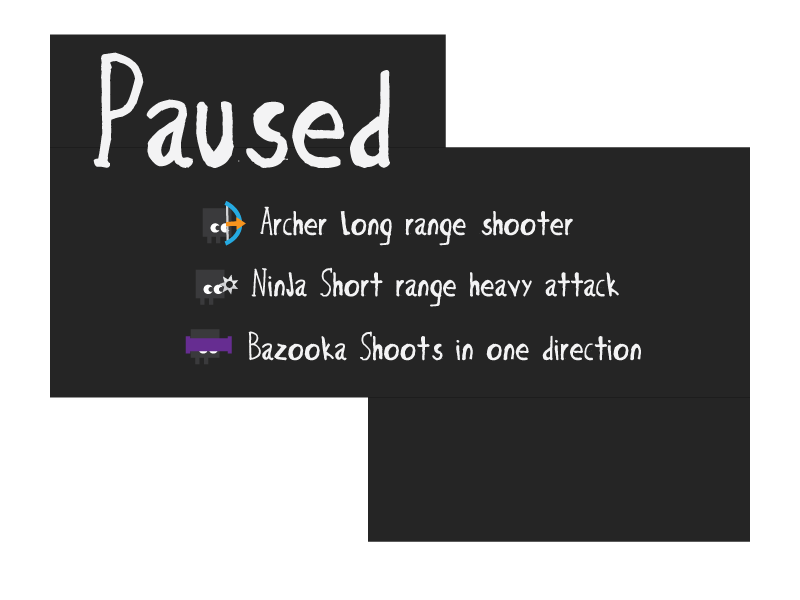 Paused
Archer long range shooter
Ninja Short range heavy attack
Bazooka Shoots in one direction